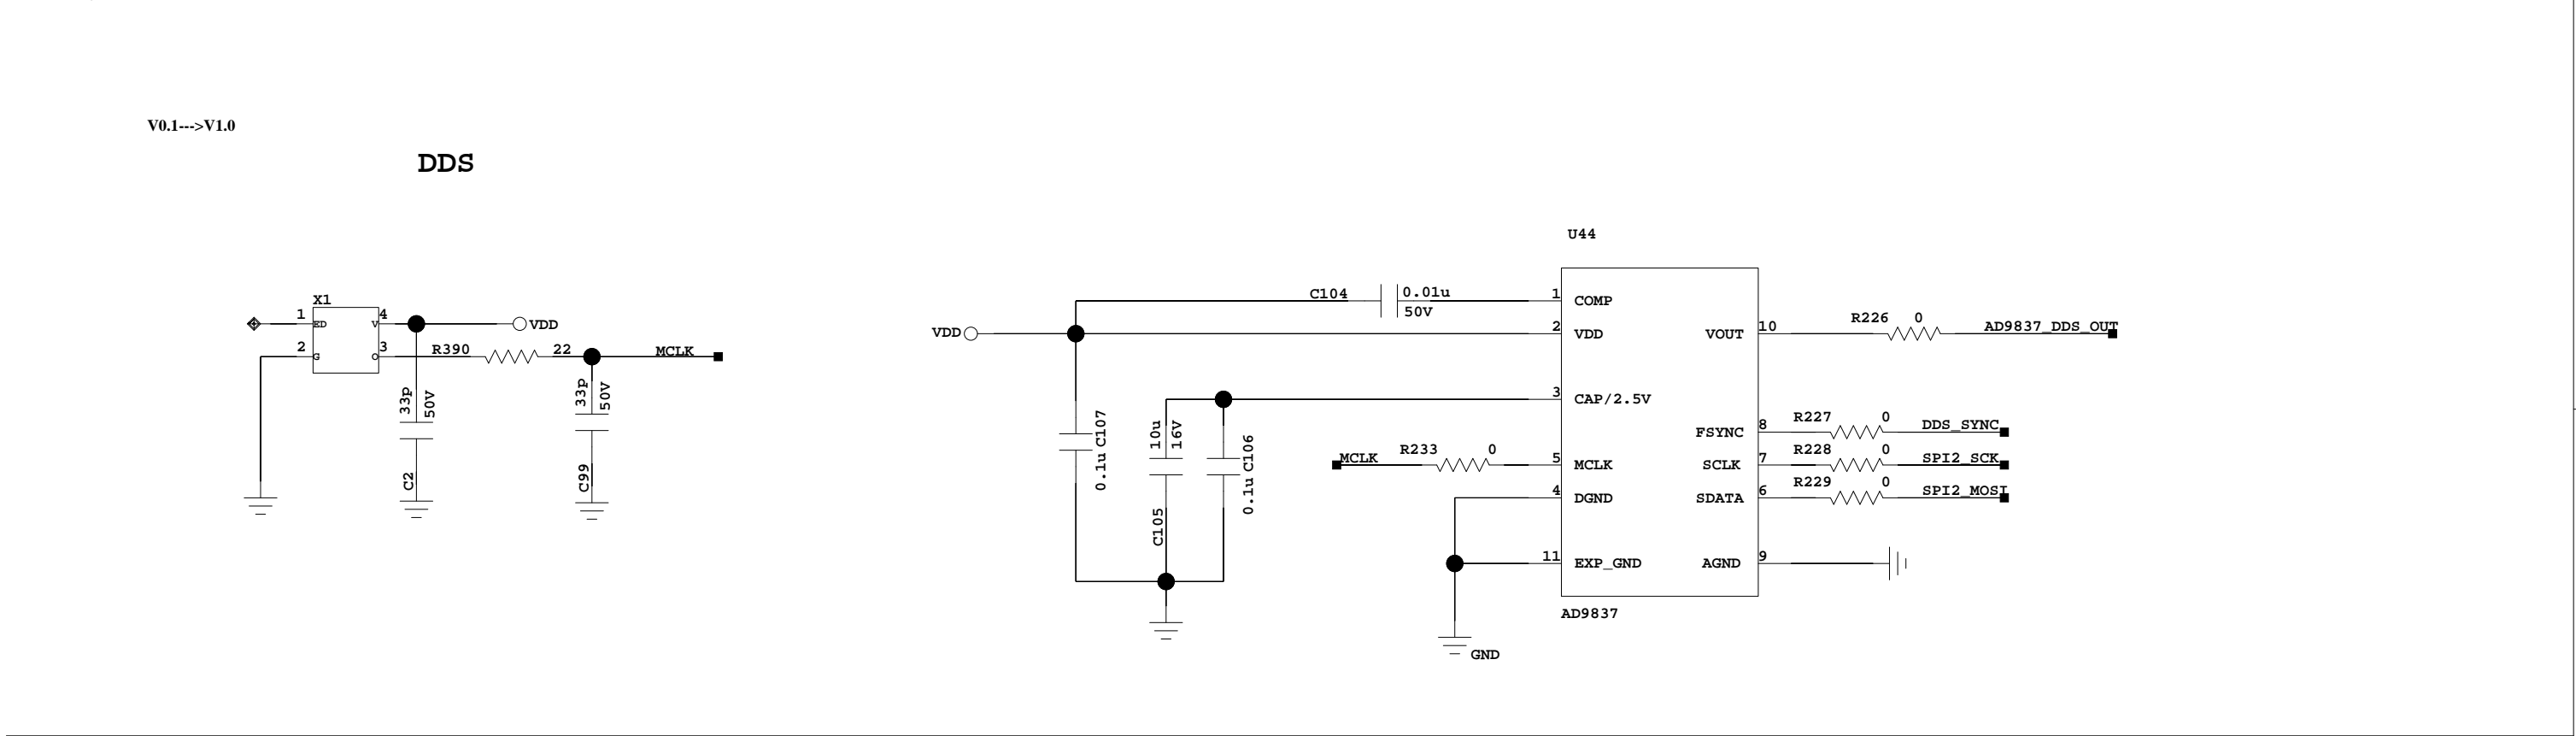 V0.1--->V1.0
DDS
X1
1 ED V 4 VDD
2 G O 3 R390 22 MCLK
33p 50V
C2
33p 50V
C99
U44
C104 0.01u 1 COMP
50V
VDD 2 VDD VOUT 10 R226 0 AD9837_DDS_OUT
3 CAP/2.5V
0.1u C107
10u 16V
C105
0.1u C106
FSYNC 8 R227 0 DDS_SYNC
MCLK R233 0 5 MCLK SCLK 7 R228 0 SPI2_SCK
4 DGND SDATA 6 R229 0 SPI2_MOSI
11 EXP_GND AGND 9
AD9837
GND